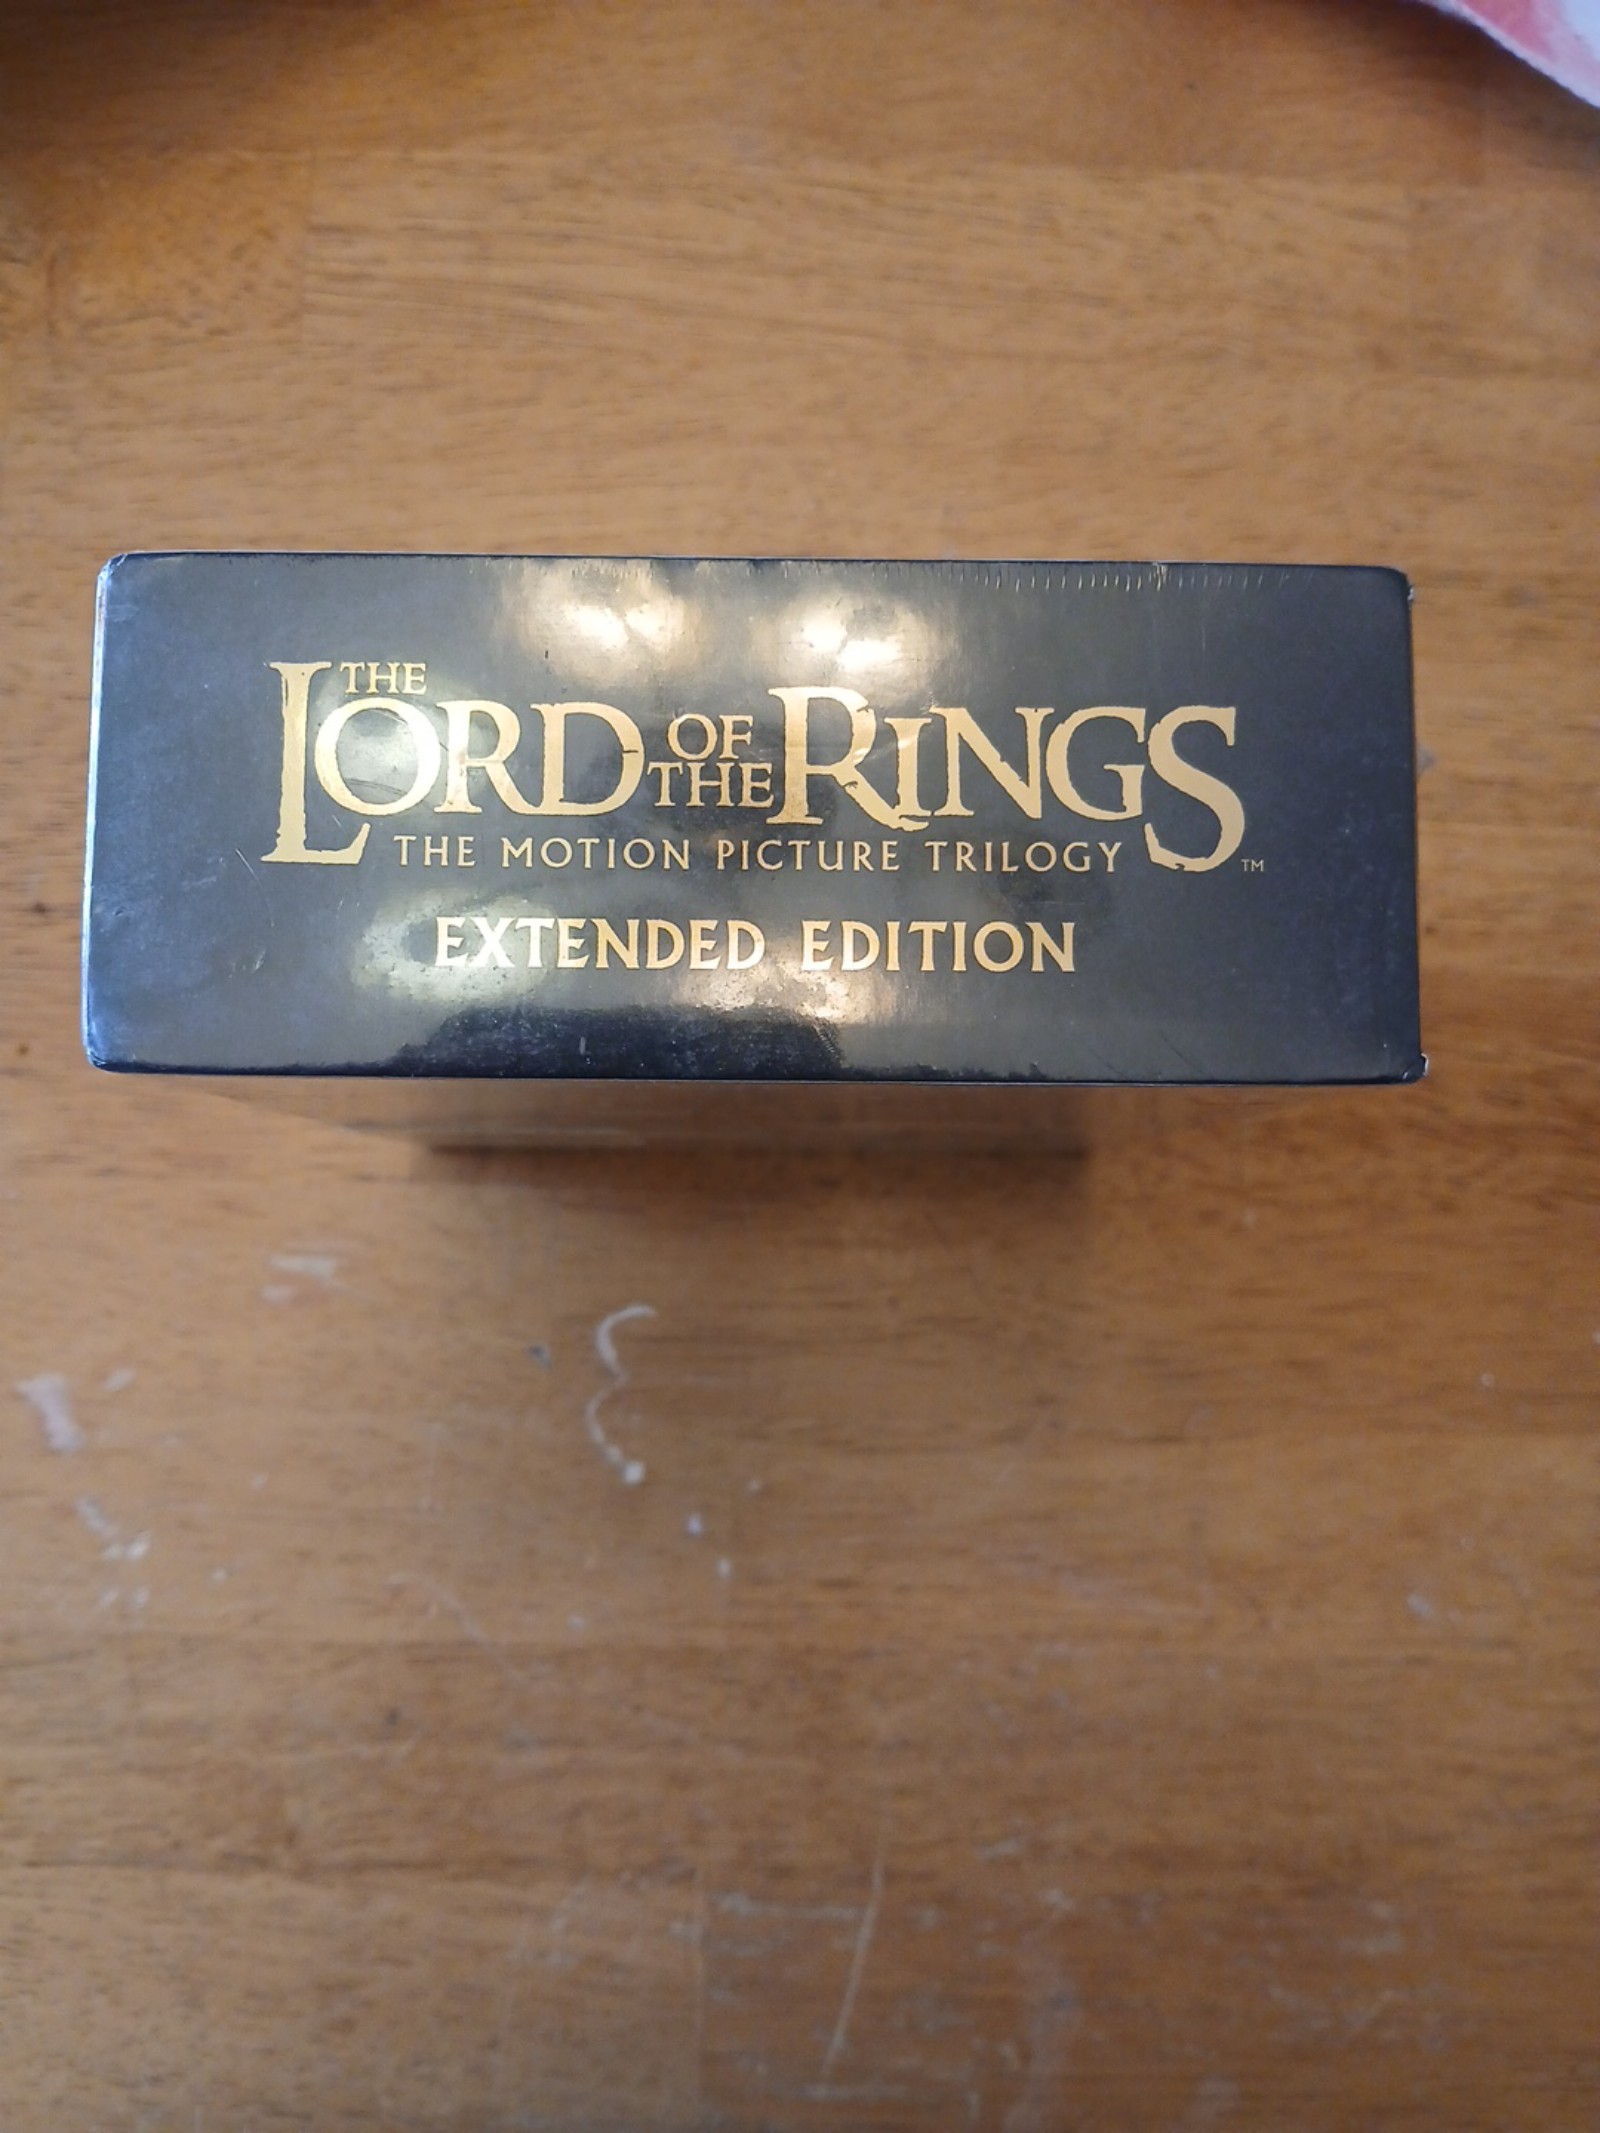 THE
LORD OF THE RINGS
THE MOTION PICTURE TRILOGY ™
EXTENDED EDITION